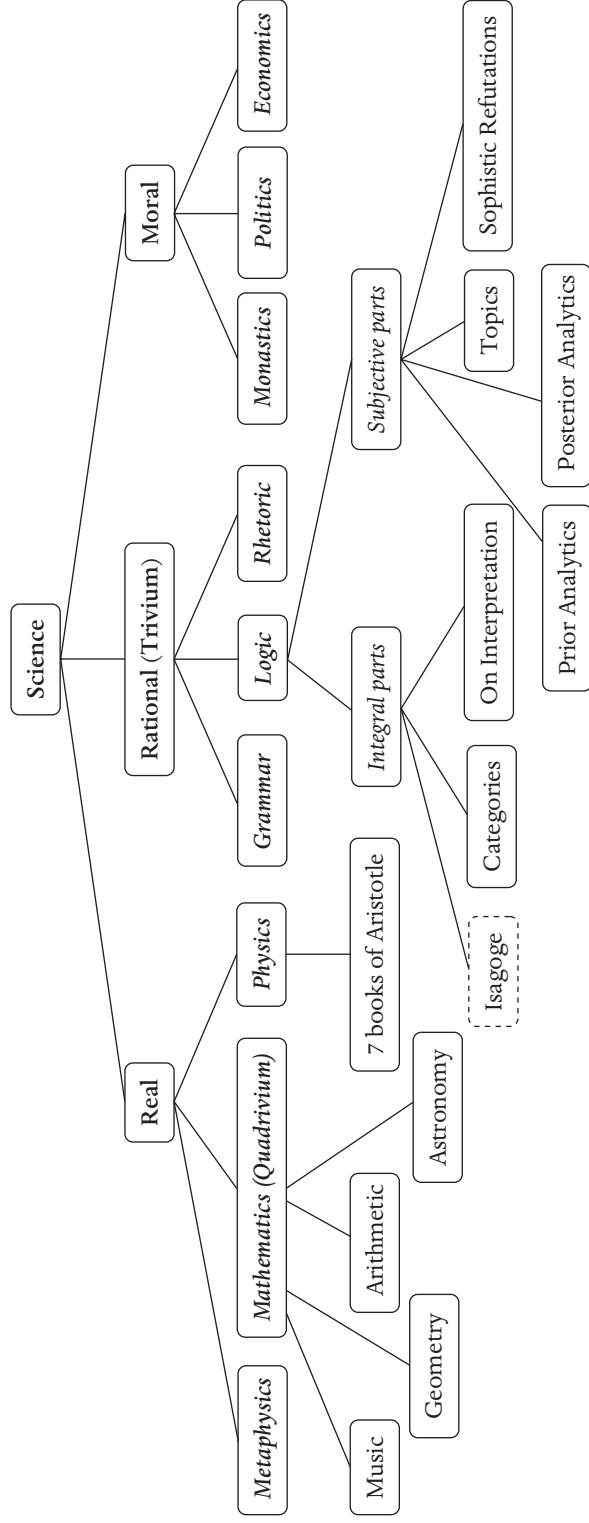 Science
Real
Rational (Trivium)
Moral
Metaphysics
Mathematics (Quadrivium)
Physics
Grammar
Logic
Rhetoric
Monastics
Politics
Economics
Music
Arithmetic
7 books of Aristotle
Integral parts
Subjective parts
Geometry
Astronomy
Isagoge
Categories
On Interpretation
Topics
Sophistic Refutations
Prior Analytics
Posterior Analytics